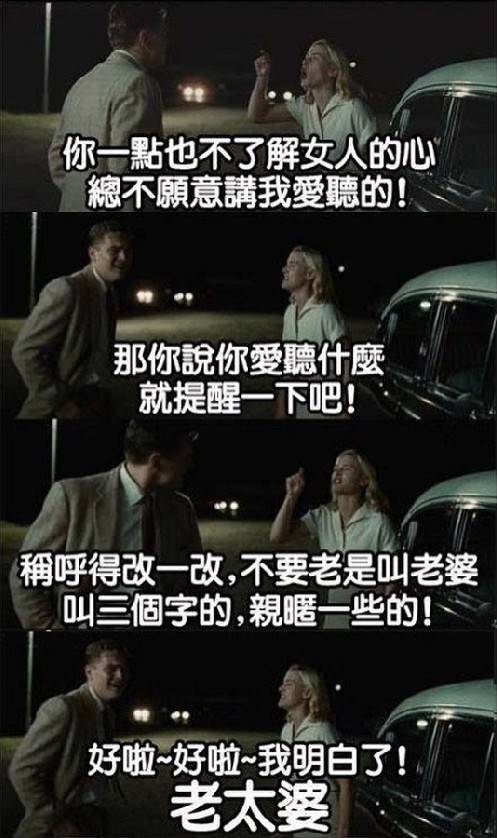 你一點也不了解女人的心
總不願意講我愛聽的!
那你說你愛聽什麼
就提醒一下吧!
稱呼得改一改,不要老是叫老婆
叫三個字的,親暱一些的!
好啦~好啦~我明白了!
老太婆